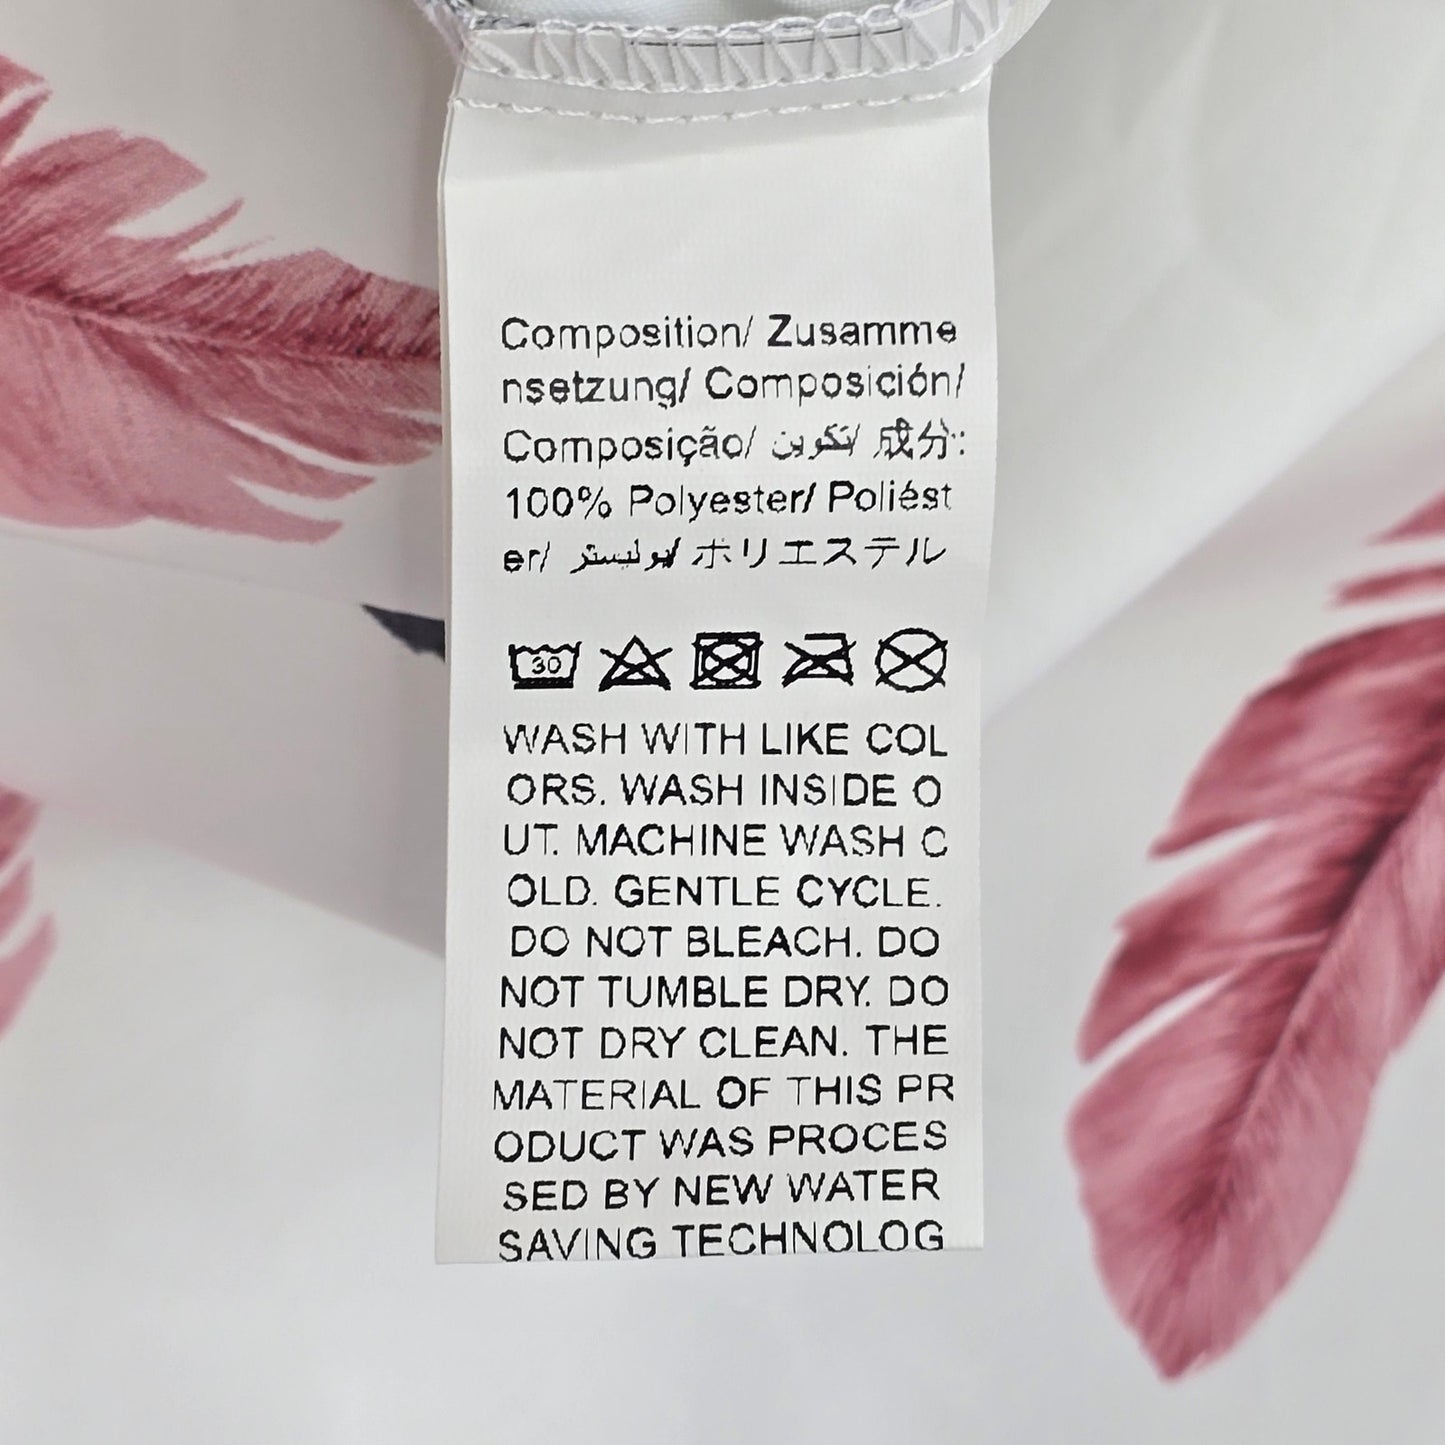 Composition/ Zusamme
nsetzung/ Composición/
Composição/ تكوين/ 成分:
100% Polyester/ Poliést
er/ بوليستر/ ポリエステル
30
WASH WITH LIKE COL
ORS. WASH INSIDE O
UT. MACHINE WASH C
OLD. GENTLE CYCLE.
DO NOT BLEACH. DO
NOT TUMBLE DRY. DO
NOT DRY CLEAN. THE
MATERIAL OF THIS PR
ODUCT WAS PROCES
SED BY NEW WATER
SAVING TECHNOLOG